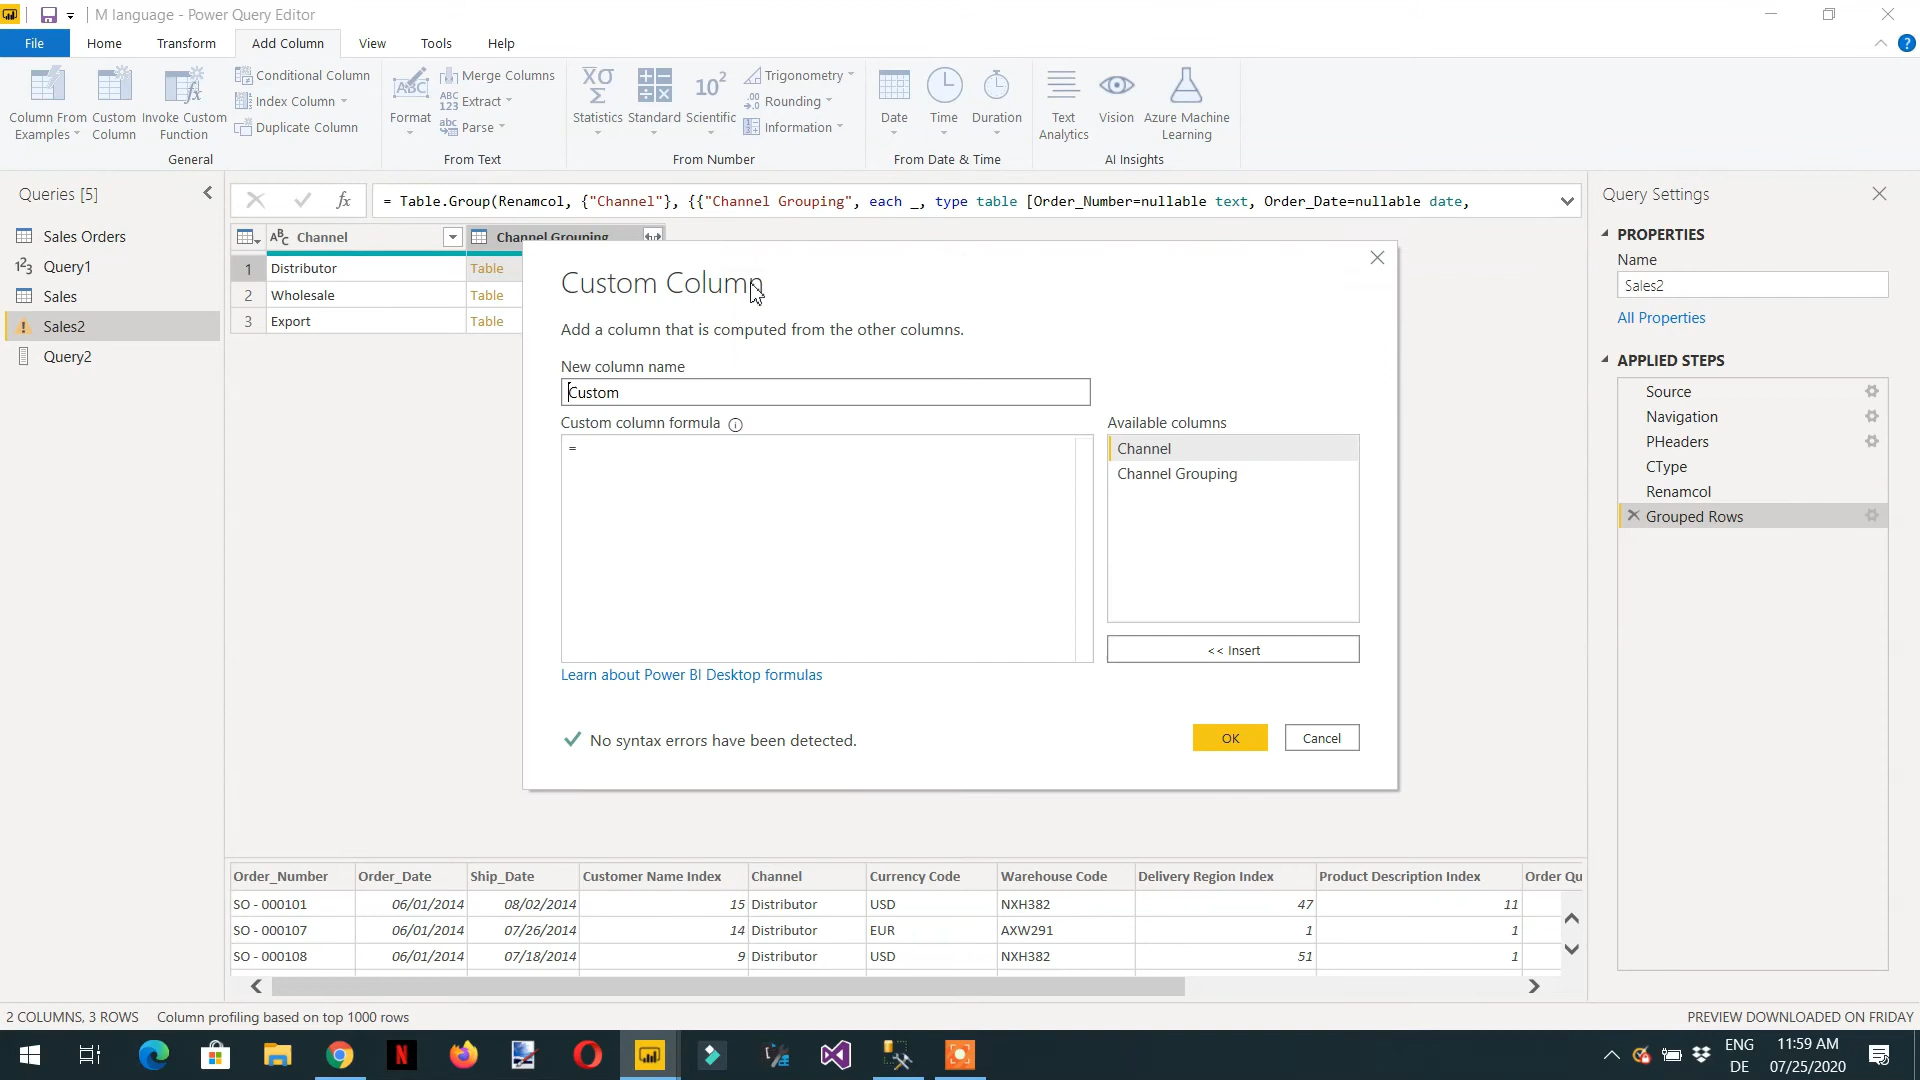 M language - Power Query Editor
File Home Transform Add Column View Tools Help
Column From Examples
Custom Column
Invoke Custom Function
Conditional Column
Index Column
Duplicate Column
General
ABC
Format
Merge Columns
ABC 123 Extract
abc Parse
From Text
XΣ Statistics
Standard
10² Scientific
Trigonometry
.00 Rounding
Information
From Number
Date
Time
Duration
From Date & Time
Text Analytics
Vision
Azure Machine Learning
AI Insights
Queries [5]
Sales Orders
1²3 Query1
Sales
Sales2
Query2
fx
= Table.Group(Renamcol, {"Channel"}, {{"Channel Grouping", each _, type table [Order_Number=nullable text, Order_Date=nullable date,
ABC Channel Channel Grouping
1 Distributor Table
2 Wholesale Table
3 Export Table
Custom Column
Add a column that is computed from the other columns.
New column name
Custom
Custom column formula
=
Available columns
Channel
Channel Grouping
<< Insert
Learn about Power BI Desktop formulas
No syntax errors have been detected.
OK
Cancel
Query Settings
PROPERTIES
Name
Sales2
All Properties
APPLIED STEPS
Source
Navigation
PHeaders
CType
Renamcol
Grouped Rows
Order_Number Order_Date Ship_Date Customer Name Index Channel Currency Code Warehouse Code Delivery Region Index Product Description Index Order Qu
SO - 000101 06/01/2014 08/02/2014 15 Distributor USD NXH382 47 11
SO - 000107 06/01/2014 07/26/2014 14 Distributor EUR AXW291 1 1
SO - 000108 06/01/2014 07/18/2014 9 Distributor USD NXH382 51 1
2 COLUMNS, 3 ROWS Column profiling based on top 1000 rows
PREVIEW DOWNLOADED ON FRIDAY
ENG
DE
11:59 AM
07/25/2020